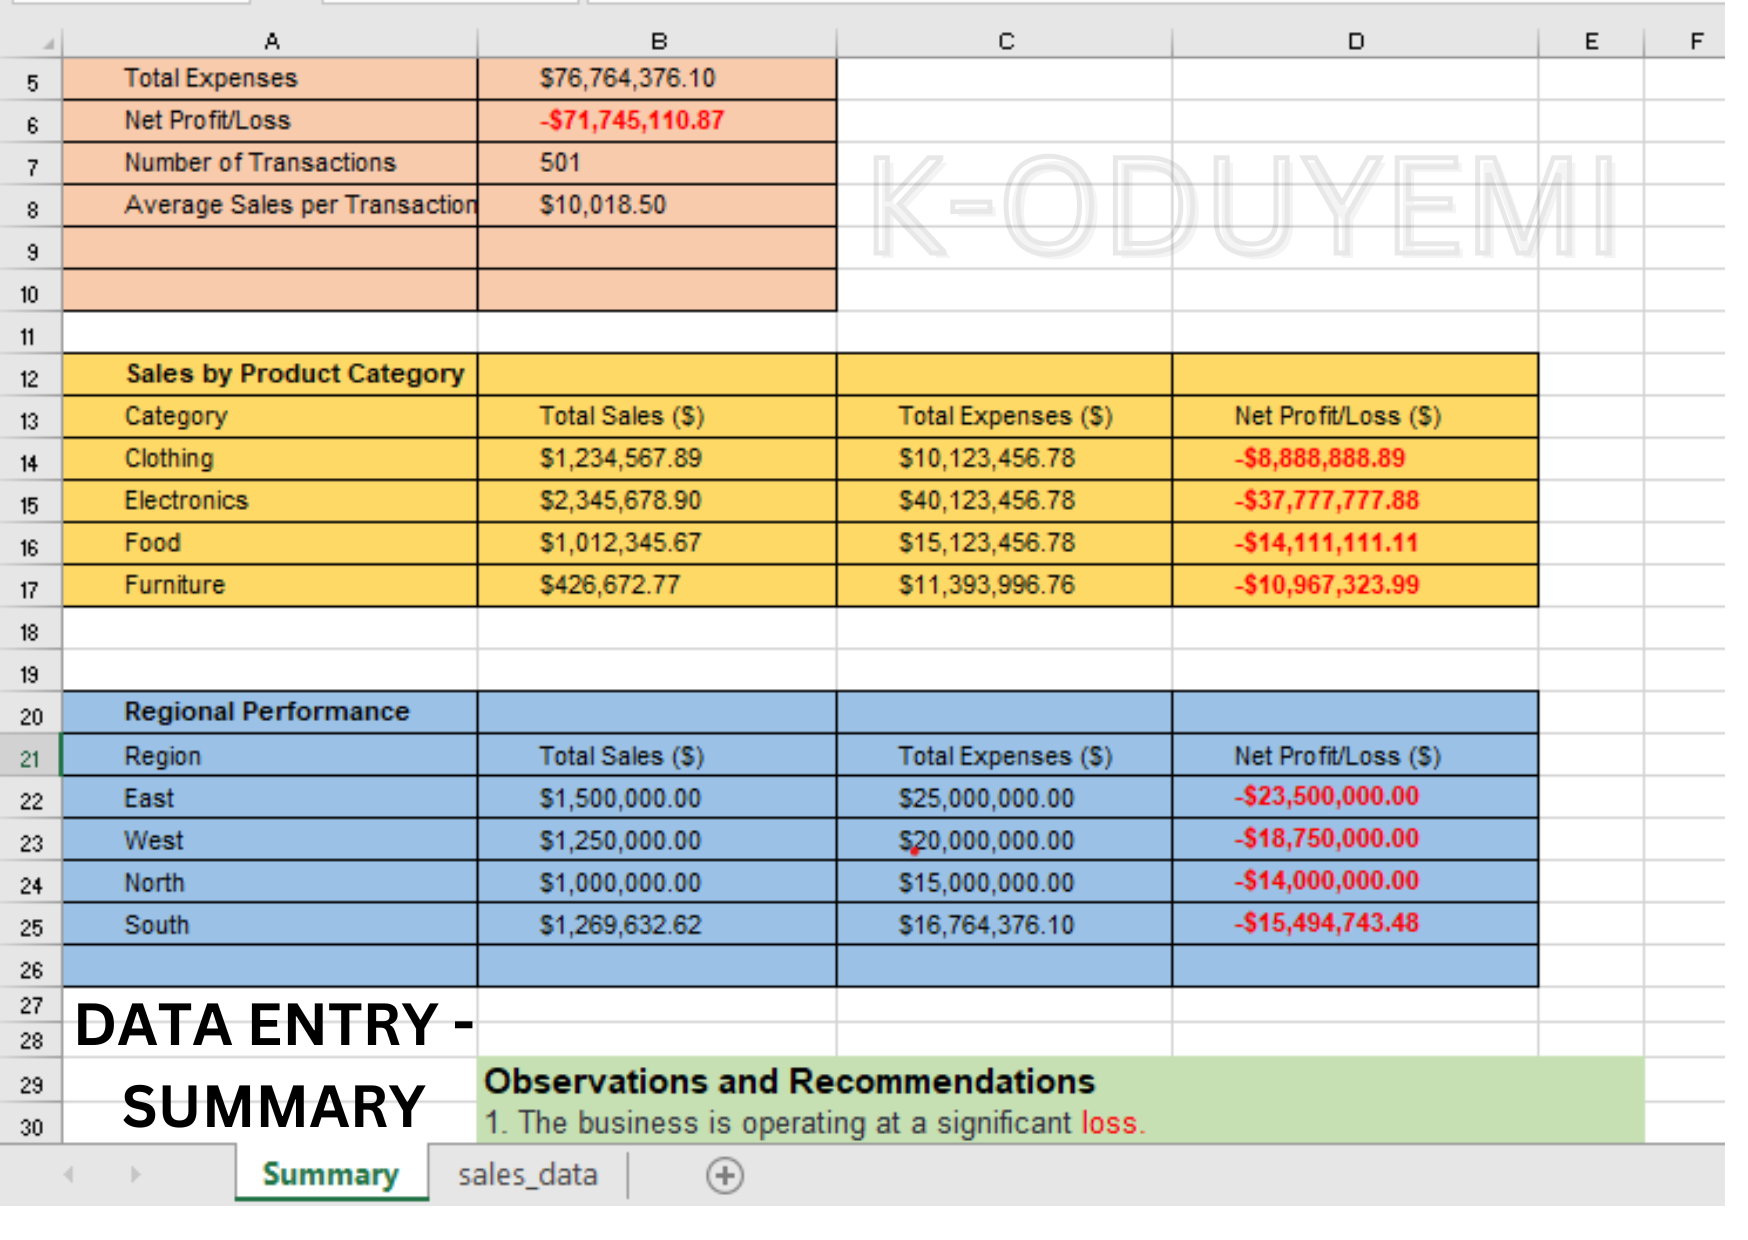 A B C D E F
5 Total Expenses $76,764,376.10
6 Net Profit/Loss -$71,745,110.87
7 Number of Transactions 501
8 Average Sales per Transaction $10,018.50
K-ODUYEMI
9
10
11
12 Sales by Product Category
13 Category Total Sales ($) Total Expenses ($) Net Profit/Loss ($)
14 Clothing $1,234,567.89 $10,123,456.78 -$8,888,888.89
15 Electronics $2,345,678.90 $40,123,456.78 -$37,777,777.88
16 Food $1,012,345.67 $15,123,456.78 -$14,111,111.11
17 Furniture $426,672.77 $11,393,996.76 -$10,967,323.99
18
19
20 Regional Performance
21 Region Total Sales ($) Total Expenses ($) Net Profit/Loss ($)
22 East $1,500,000.00 $25,000,000.00 -$23,500,000.00
23 West $1,250,000.00 $20,000,000.00 -$18,750,000.00
24 North $1,000,000.00 $15,000,000.00 -$14,000,000.00
25 South $1,269,632.62 $16,764,376.10 -$15,494,743.48
26
27
28
DATA ENTRY -
SUMMARY
29 Observations and Recommendations
30 1. The business is operating at a significant loss.
Summary sales_data